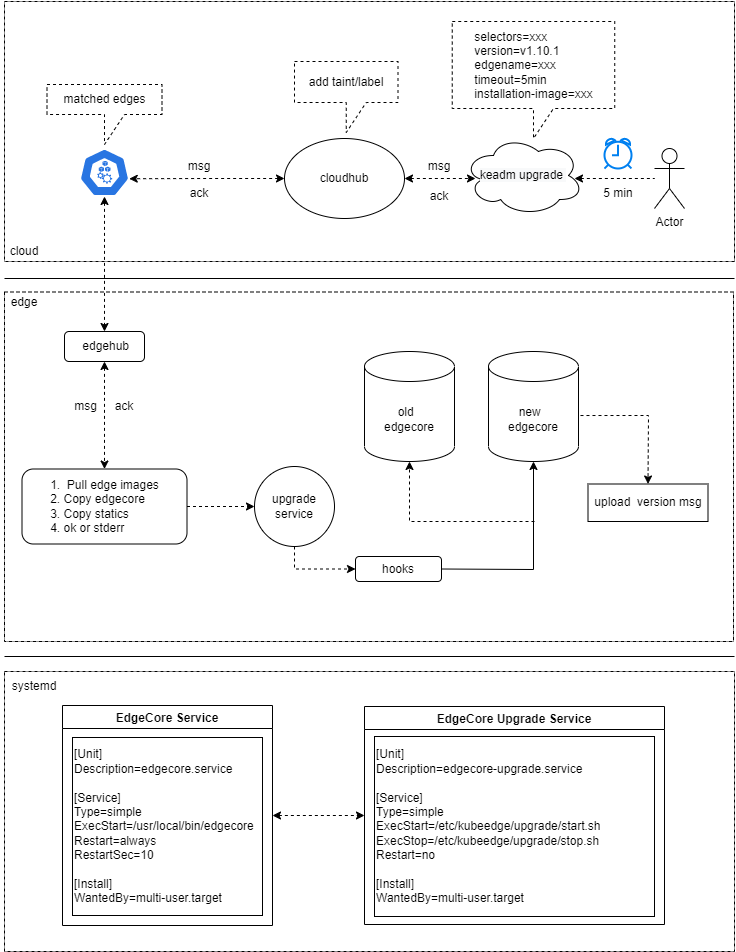 selectors=xxx
version=v1.10.1
edgename=xxx
timeout=5min
installation-image=xxx
add taint/label
matched edges
msg
ack
cloudhub
msg
ack
keadm upgrade
5 min
Actor
cloud
edge
edgehub
msg
ack
old
edgecore
new
edgecore
1. Pull edge images
2. Copy edgecore
3. Copy statics
4. ok or stderr
upgrade
service
upload version msg
hooks
systemd
EdgeCore Service
[Unit]
Description=edgecore.service
[Service]
Type=simple
ExecStart=/usr/local/bin/edgecore
Restart=always
RestartSec=10
[Install]
WantedBy=multi-user.target
EdgeCore Upgrade Service
[Unit]
Description=edgecore-upgrade.service
[Service]
Type=simple
ExecStart=/etc/kubeedge/upgrade/start.sh
ExecStop=/etc/kubeedge/upgrade/stop.sh
Restart=no
[Install]
WantedBy=multi-user.target